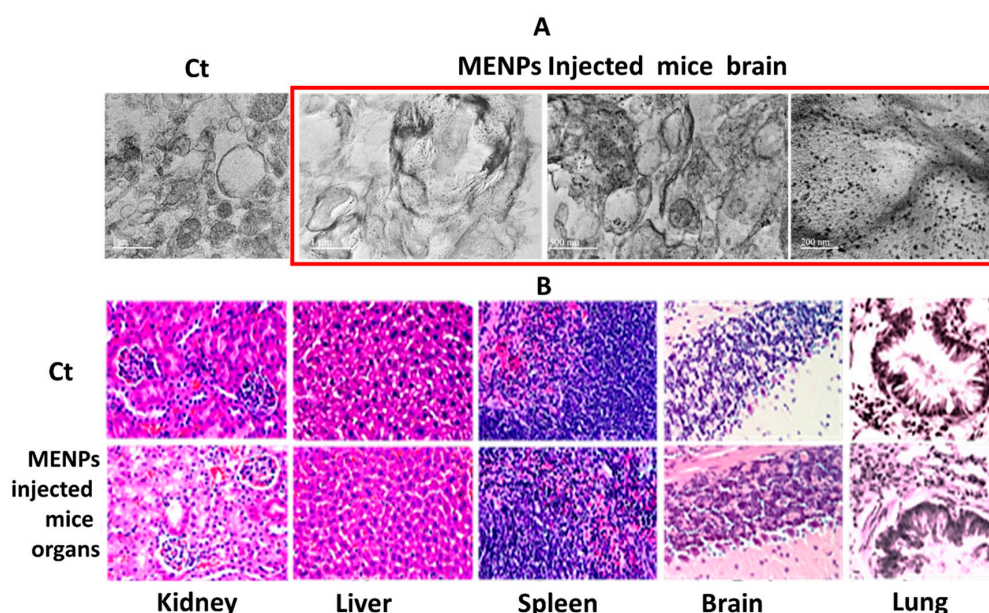 A
Ct
MENPs Injected mice brain
500 nm
200 nm
B
Ct
MENPs
injected
mice
organs
Kidney
Liver
Spleen
Brain
Lung